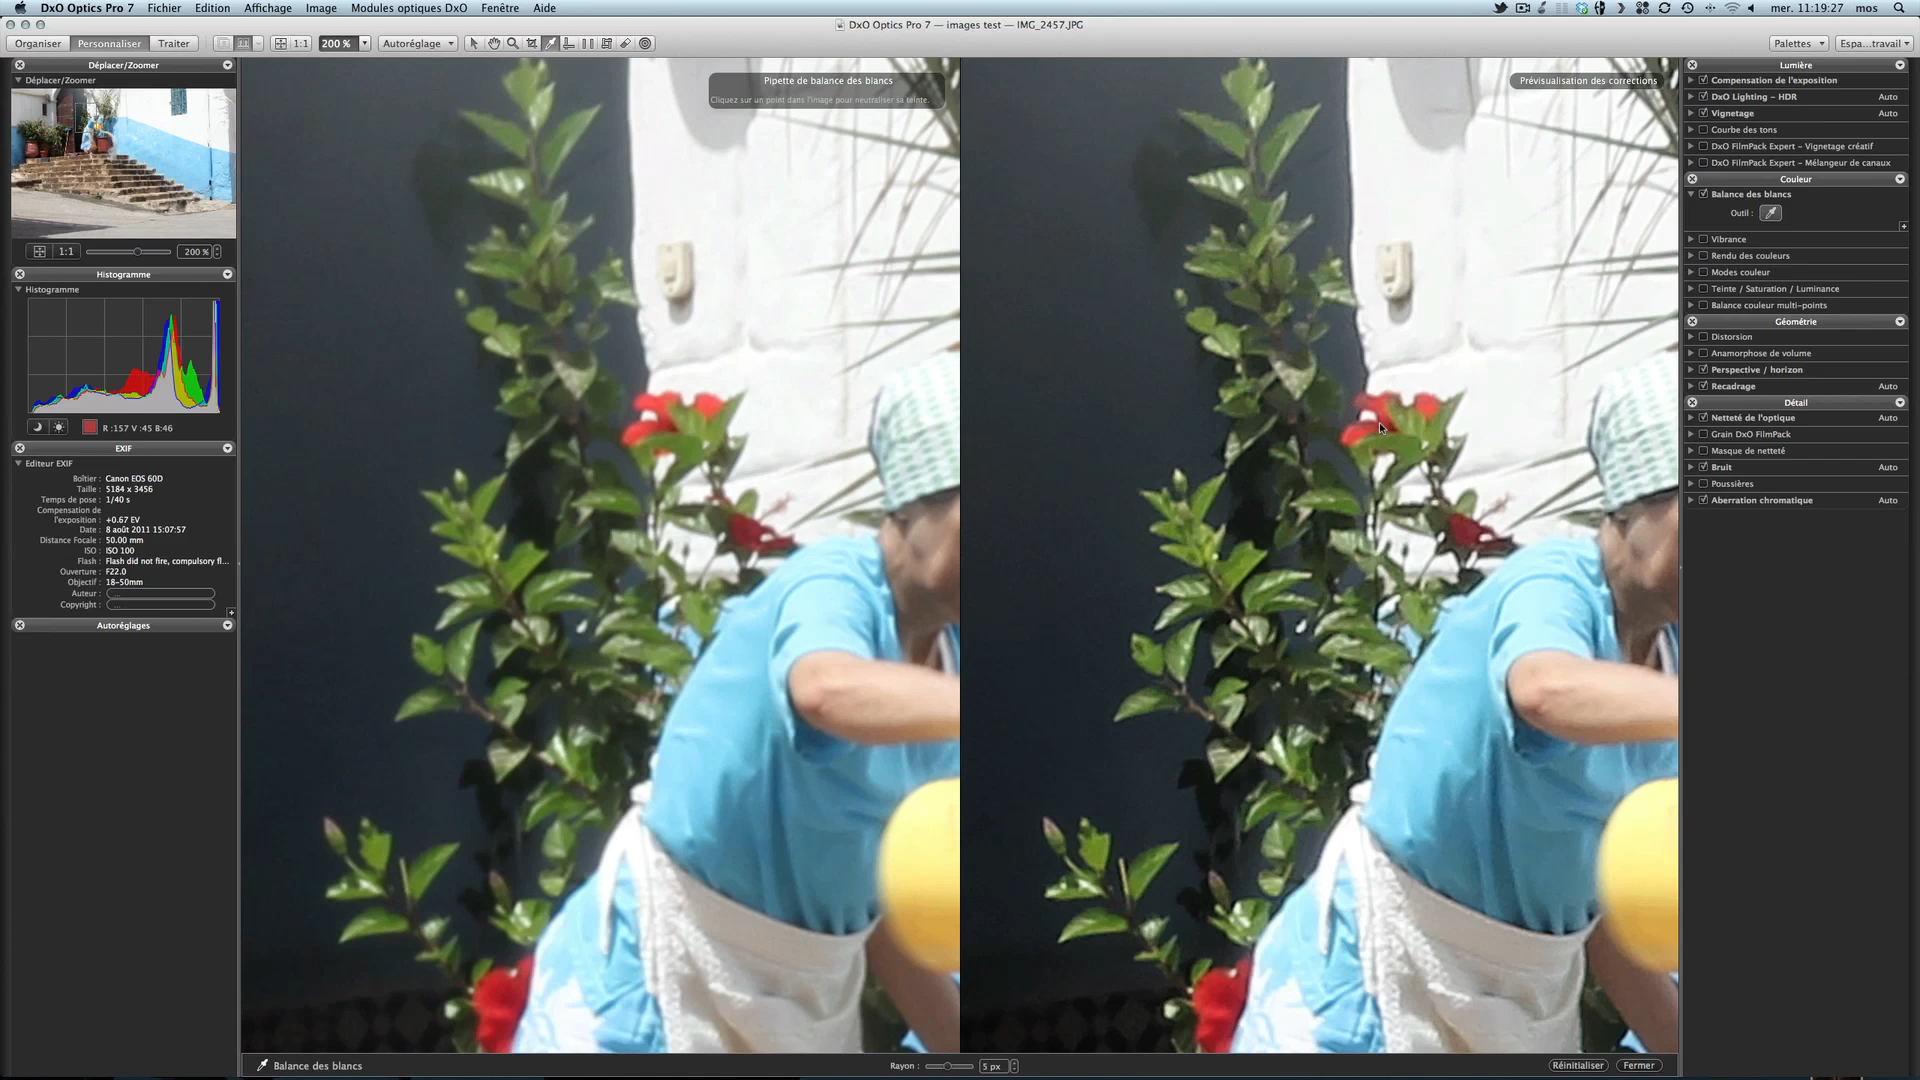 DxO Optics Pro 7 Fichier Edition Affichage Image Modules optiques DxO Fenêtre Aide mer. 11:19:27 mos
DxO Optics Pro 7 — images test — IMG_2457.JPG
Organiser Personnaliser Traiter 1:1 200 % Autoréglage Palettes Espa...travail
Déplacer/Zoomer
Déplacer/Zoomer
1:1 200 %
Histogramme
Histogramme
R :157 V :45 B:46
EXIF
Editeur EXIF
Boîtier : Canon EOS 60D
Taille : 5184 x 3456
Temps de pose : 1/40 s
Compensation de
l'exposition : +0.67 EV
Date : 8 août 2011 15:07:57
Distance Focale : 50.00 mm
ISO : ISO 100
Flash : Flash did not fire, compulsory fl...
Ouverture : F22.0
Objectif : 18-50mm
Auteur : ...
Copyright : ...
Autoréglages
Pipette de balance des blancs
Cliquez sur un point dans l'image pour neutraliser sa teinte.
Prévisualisation des corrections
Balance des blancs Rayon : 5 px Réinitialiser Fermer
Lumière
Compensation de l'exposition
DxO Lighting - HDR Auto
Vignetage Auto
Courbe des tons
DxO FilmPack Expert - Vignetage créatif
DxO FilmPack Expert - Mélangeur de canaux
Couleur
Balance des blancs
Outil :
Vibrance
Rendu des couleurs
Modes couleur
Teinte / Saturation / Luminance
Balance couleur multi-points
Géométrie
Distorsion
Anamorphose de volume
Perspective / horizon
Recadrage Auto
Détail
Netteté de l'optique Auto
Grain DxO FilmPack
Masque de netteté
Bruit Auto
Poussières
Aberration chromatique Auto